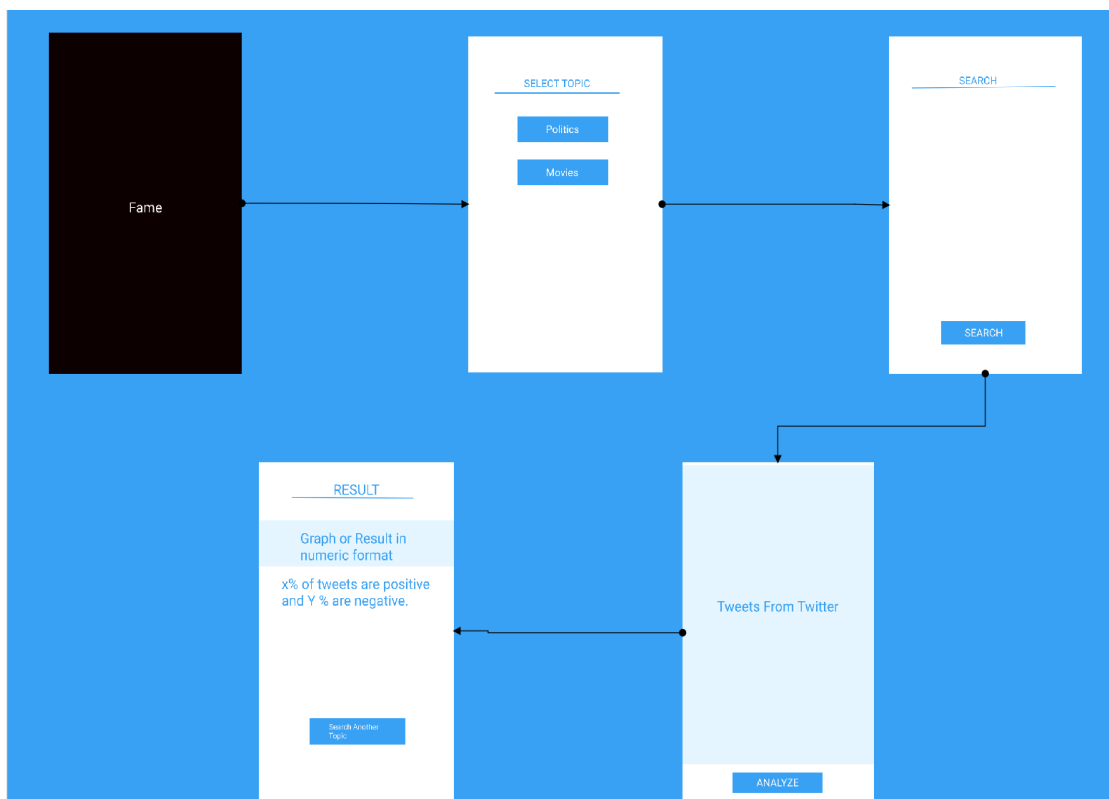 Fame
SELECT TOPIC
Politics
Movies
SEARCH
SEARCH
Tweets From Twitter
ANALYZE
RESULT
Graph or Result in
numeric format
x% of tweets are positive
and Y % are negative.
Search Another
Topic